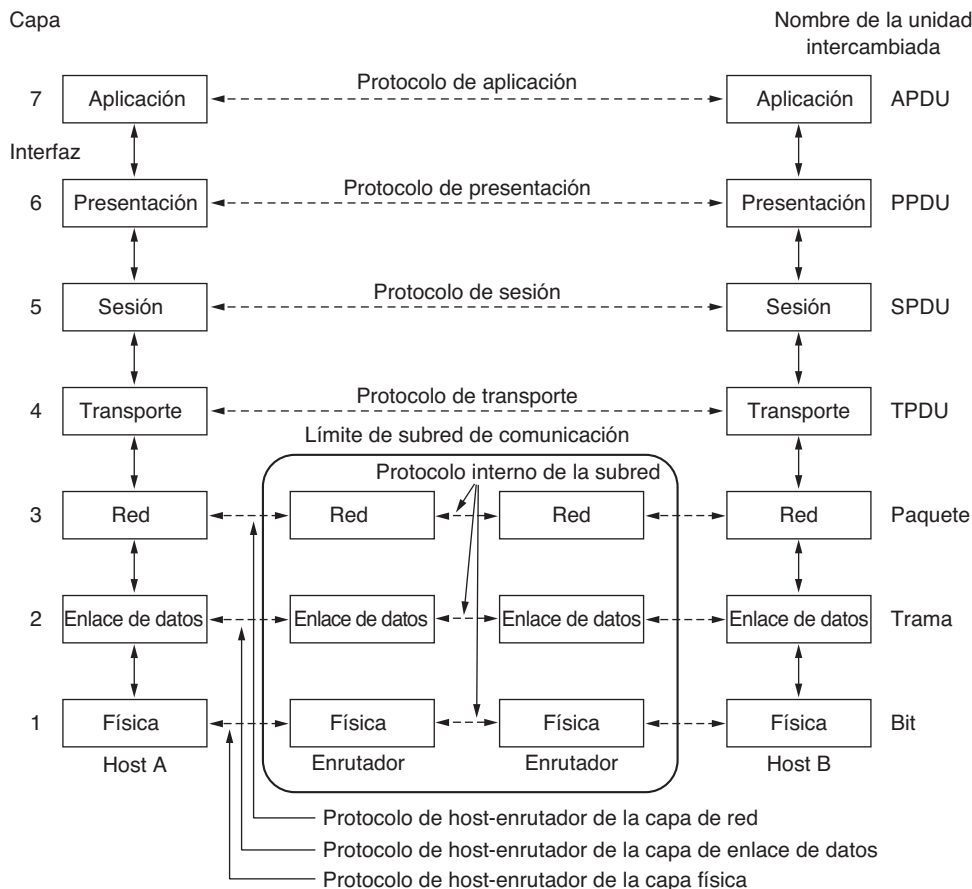 Capa
Nombre de la unidad
intercambiada
7
Aplicación
Protocolo de aplicación
Aplicación
APDU
Interfaz
6
Presentación
Protocolo de presentación
Presentación
PPDU
5
Sesión
Protocolo de sesión
Sesión
SPDU
4
Transporte
Protocolo de transporte
Transporte
TPDU
Límite de subred de comunicación
Protocolo interno de la subred
3
Red
Red
Red
Red
Paquete
2
Enlace de datos
Enlace de datos
Enlace de datos
Enlace de datos
Trama
1
Física
Física
Física
Física
Bit
Host A
Enrutador
Enrutador
Host B
Protocolo de host-enrutador de la capa de red
Protocolo de host-enrutador de la capa de enlace de datos
Protocolo de host-enrutador de la capa física